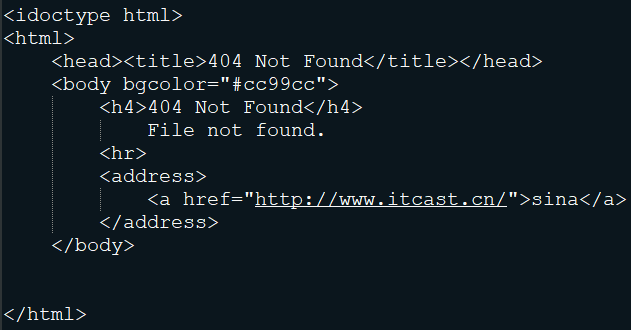 <idoctype html>
<html>
<head><title>404 Not Found</title></head>
<body bgcolor="#cc99cc">
<h4>404 Not Found</h4>
File not found.
<hr>
<address>
<a href="http://www.itcast.cn/">sina</a>
</address>
</body>
</html>